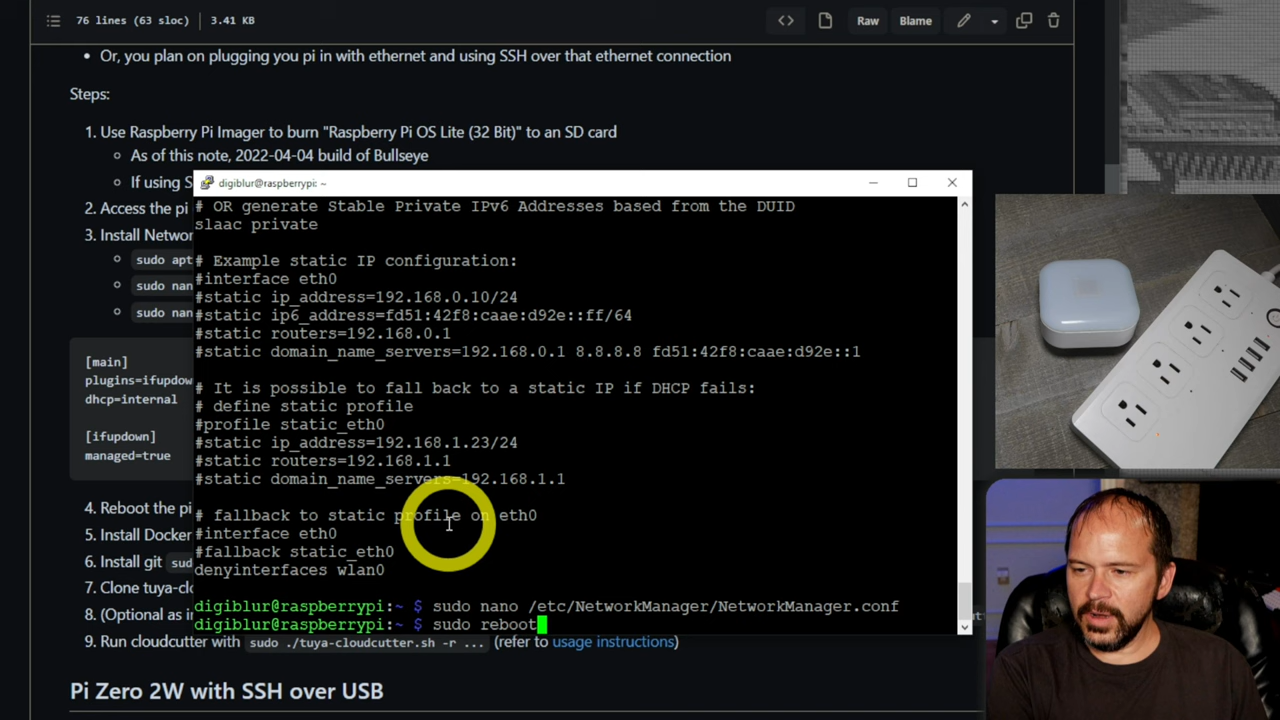 76 lines (63 sloc) | 3.41 KB
Raw
Blame
• Or, you plan on plugging you pi in with ethernet and using SSH over that ethernet connection
Steps:
1. Use Raspberry Pi Imager to burn "Raspberry Pi OS Lite (32 Bit)" to an SD card
As of this note, 2022-04-04 build of Bullseye
If using S
2. Access the pi
3. Install Networ
sudo apt
sudo nan
sudo nan
[main]
plugins=ifupdow
dhcp=internal
[ifupdown]
managed=true
4. Reboot the pi
5. Install Docker
6. Install git sud
7. Clone tuya-clo
8. (Optional as in
9. Run cloudcutter with sudo ./tuya-cloudcutter.sh -r ... (refer to usage instructions)
Pi Zero 2W with SSH over USB
digiblur@raspberrypi: ~
# OR generate Stable Private IPv6 Addresses based from the DUID
slaac private
# Example static IP configuration:
#interface eth0
#static ip_address=192.168.0.10/24
#static ip6_address=fd51:42f8:caae:d92e::ff/64
#static routers=192.168.0.1
#static domain_name_servers=192.168.0.1 8.8.8.8 fd51:42f8:caae:d92e::1
# It is possible to fall back to a static IP if DHCP fails:
# define static profile
#profile static_eth0
#static ip_address=192.168.1.23/24
#static routers=192.168.1.1
#static domain_name_servers=192.168.1.1
# fallback to static profile on eth0
#interface eth0
#fallback static_eth0
denyinterfaces wlan0
digiblur@raspberrypi:~ $ sudo nano /etc/NetworkManager/NetworkManager.conf
digiblur@raspberrypi:~ $ sudo reboot